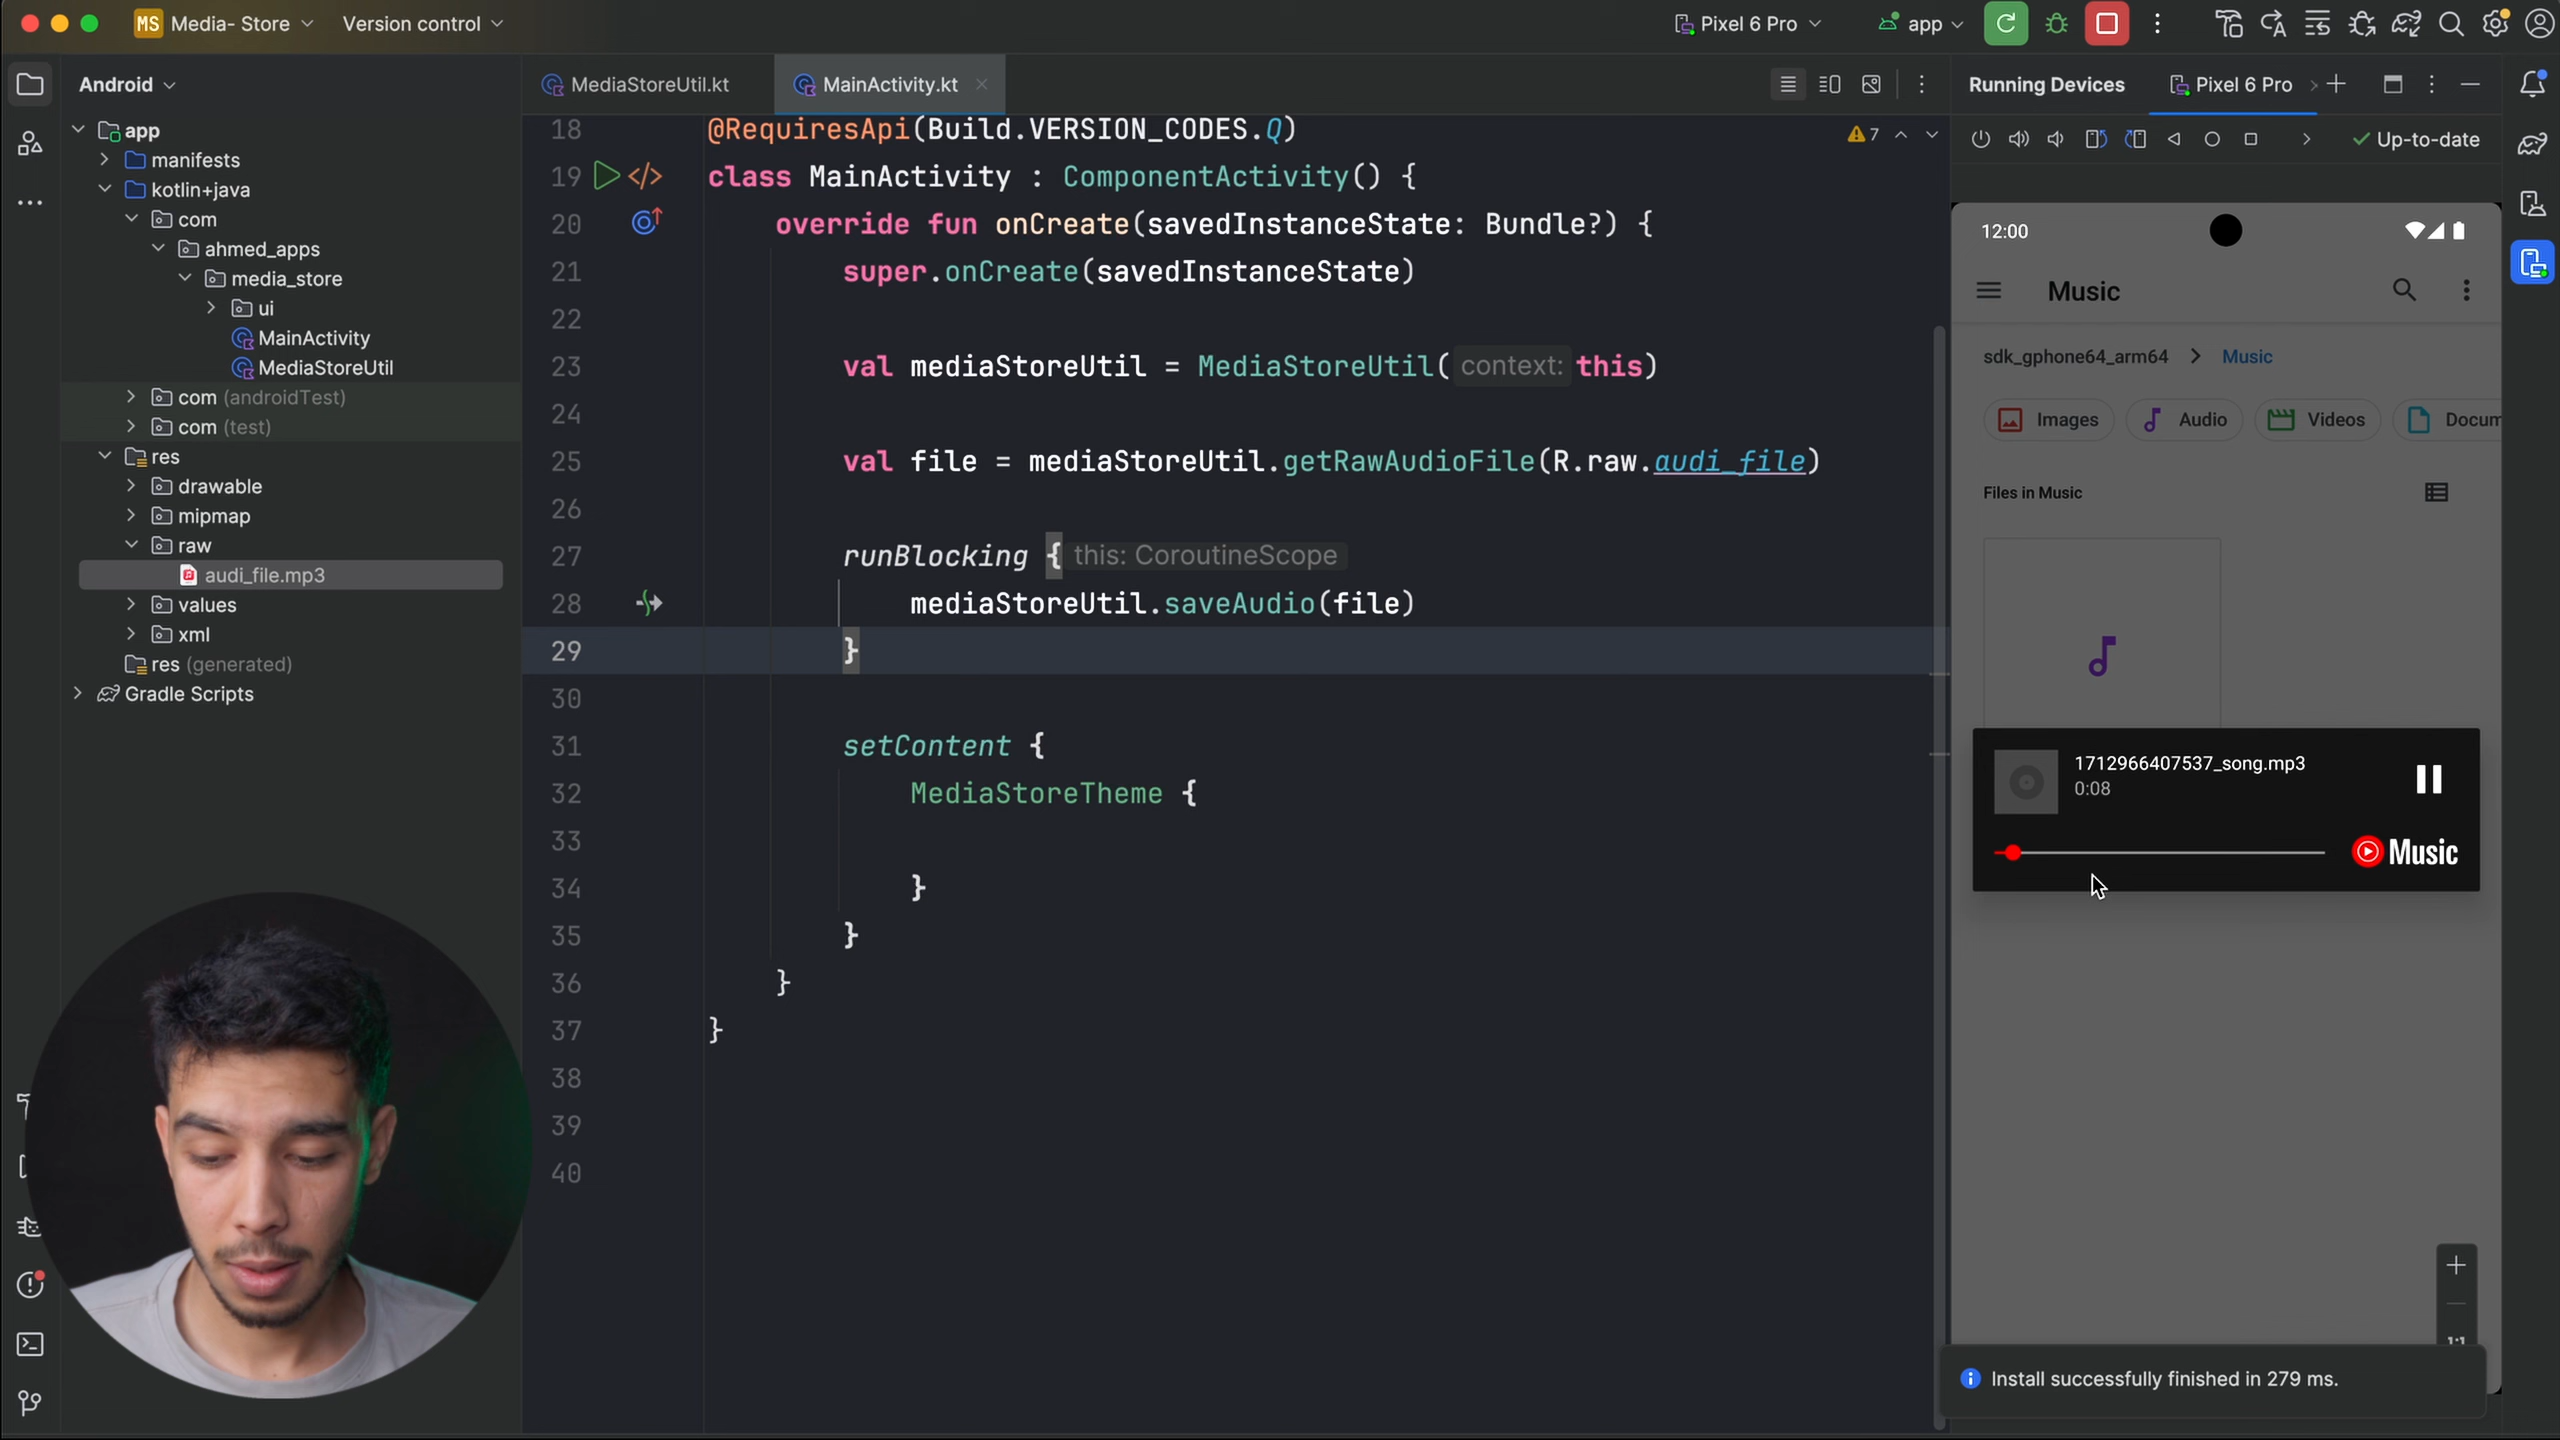 MS Media- Store Version control
Pixel 6 Pro app
Android
app
manifests
kotlin+java
com
ahmed_apps
media_store
ui
MainActivity
MediaStoreUtil
com (androidTest)
com (test)
res
drawable
mipmap
raw
audi_file.mp3
values
xml
res (generated)
Gradle Scripts
MediaStoreUtil.kt MainActivity.kt
7
18 @RequiresApi(Build.VERSION_CODES.Q)
19 class MainActivity : ComponentActivity() {
20 override fun onCreate(savedInstanceState: Bundle?) {
21 super.onCreate(savedInstanceState)
22
23 val mediaStoreUtil = MediaStoreUtil( context: this)
24
25 val file = mediaStoreUtil.getRawAudioFile(R.raw.audi_file)
26
27 runBlocking { this: CoroutineScope
28 mediaStoreUtil.saveAudio(file)
29 }
30
31 setContent {
32 MediaStoreTheme {
33
34 }
35 }
36 }
37 }
38
39
40
Running Devices Pixel 6 Pro
Up-to-date
12:00
Music
sdk_gphone64_arm64 > Music
Images Audio Videos Docum
Files in Music
1712966407537_song.mp3
0:08
Music
1:1
Install successfully finished in 279 ms.